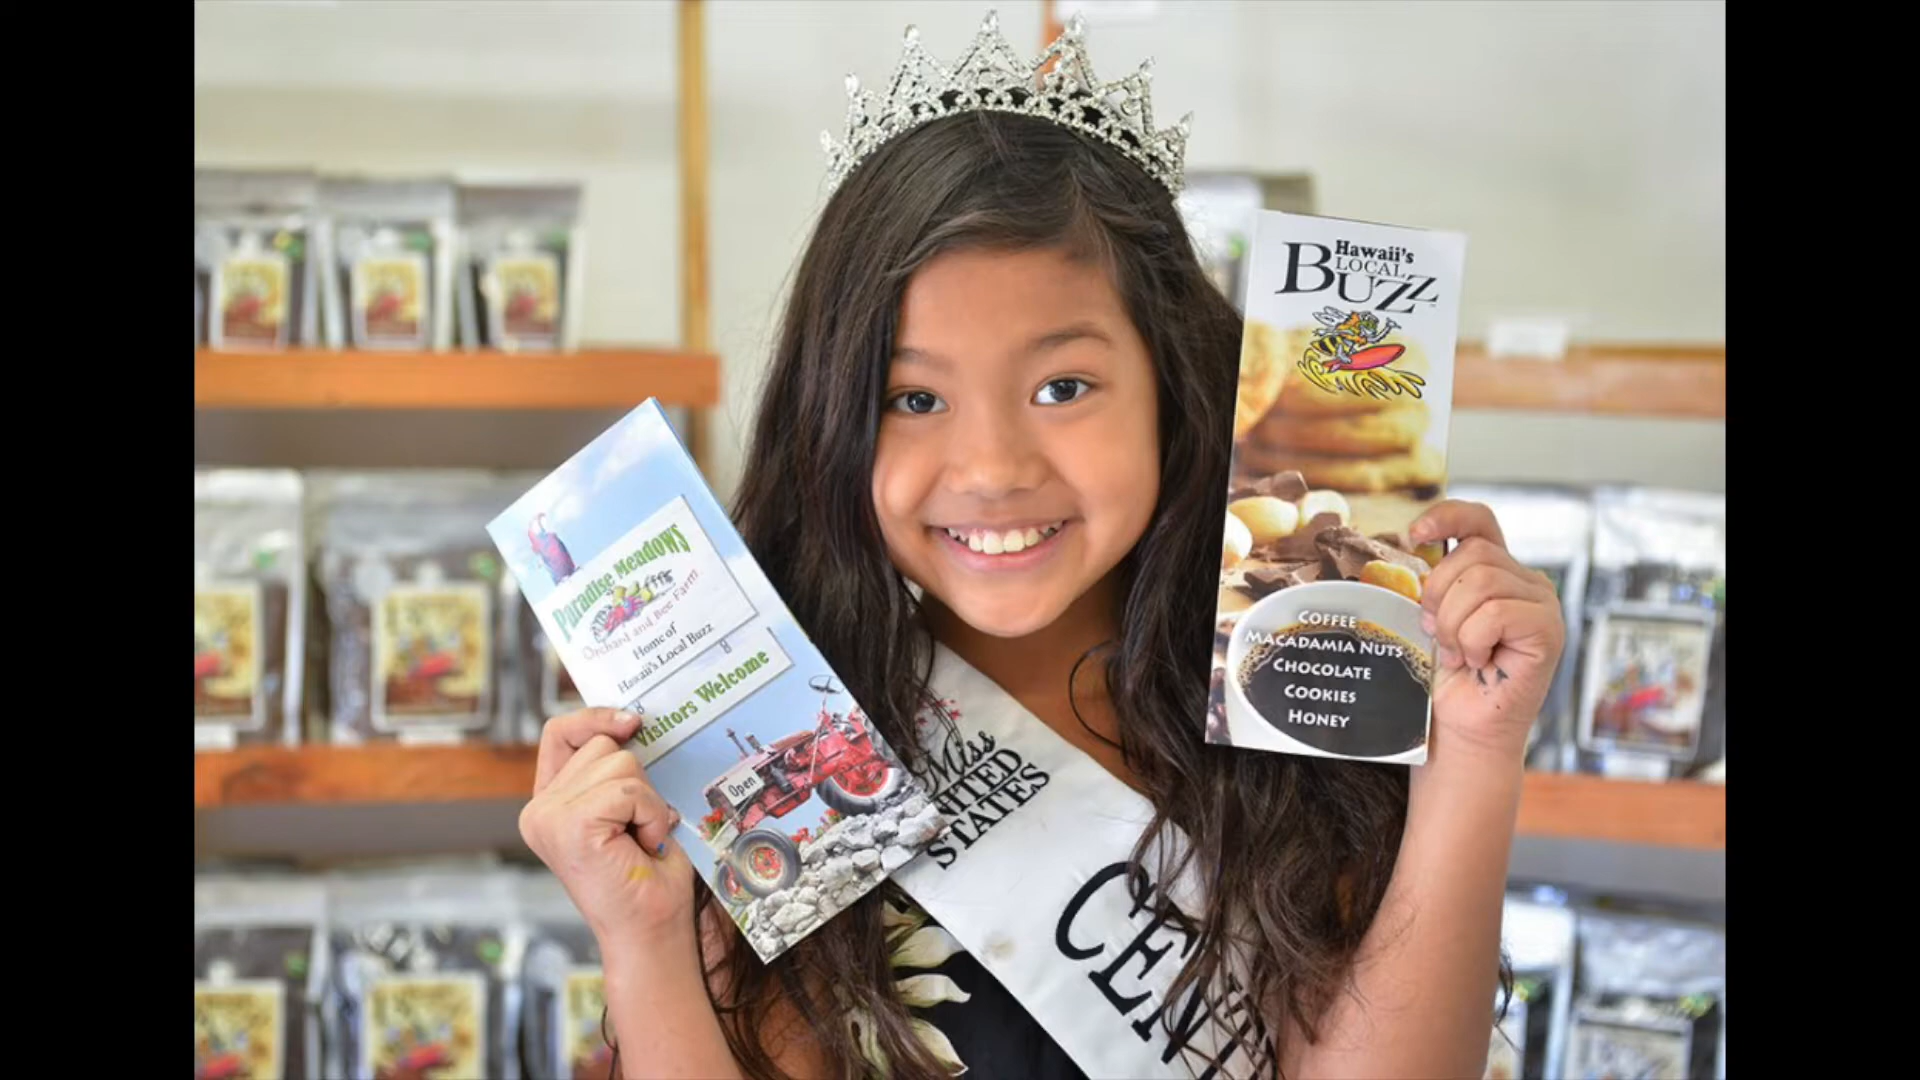 Paradise Meadows
Orchard and Bee Farm
Home of
Hawaii's Local Buzz
Visitors Welcome
Open
Hawaii's
LOCAL
BUZZ
COFFEE
MACADAMIA NUTS
CHOCOLATE
COOKIES
HONEY
Miss
UNITED
STATES